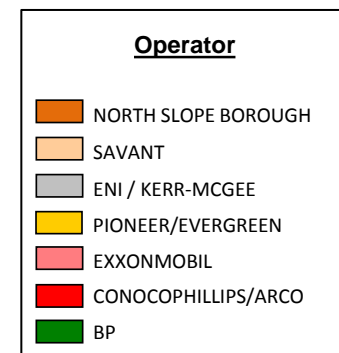 Operator
NORTH SLOPE BOROUGH
SAVANT
ENI / KERR-MCGEE
PIONEER/EVERGREEN
EXXONMOBIL
CONOCOPHILLIPS/ARCO
BP